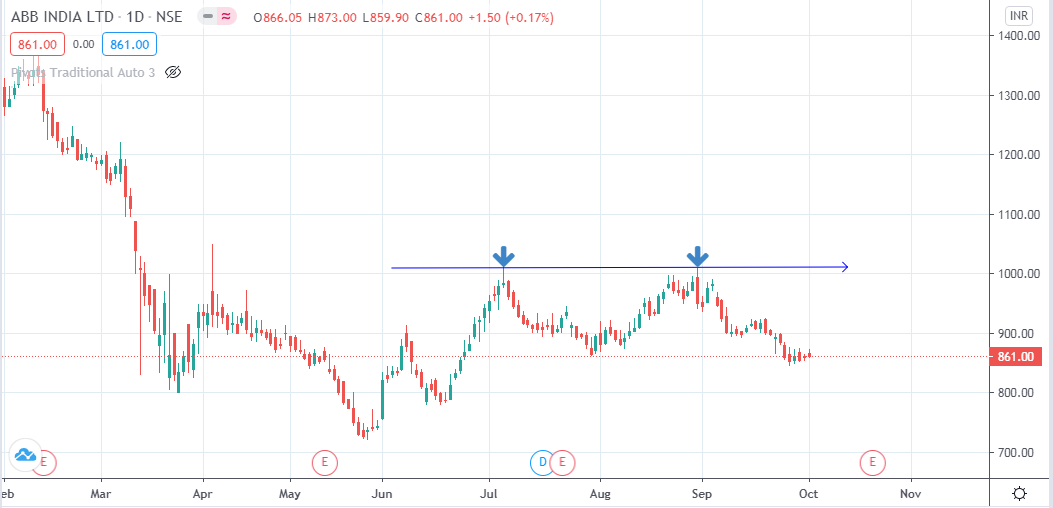 ABB INDIA LTD · 1D · NSE O866.05 H873.00 L859.90 C861.00 +1.50 (+0.17%)
INR
861.00 0.00 861.00
Pivots Traditional Auto 3
1400.00
1300.00
1200.00
1100.00
1000.00
900.00
861.00
800.00
700.00
E E D E E
eb Mar Apr May Jun Jul Aug Sep Oct Nov